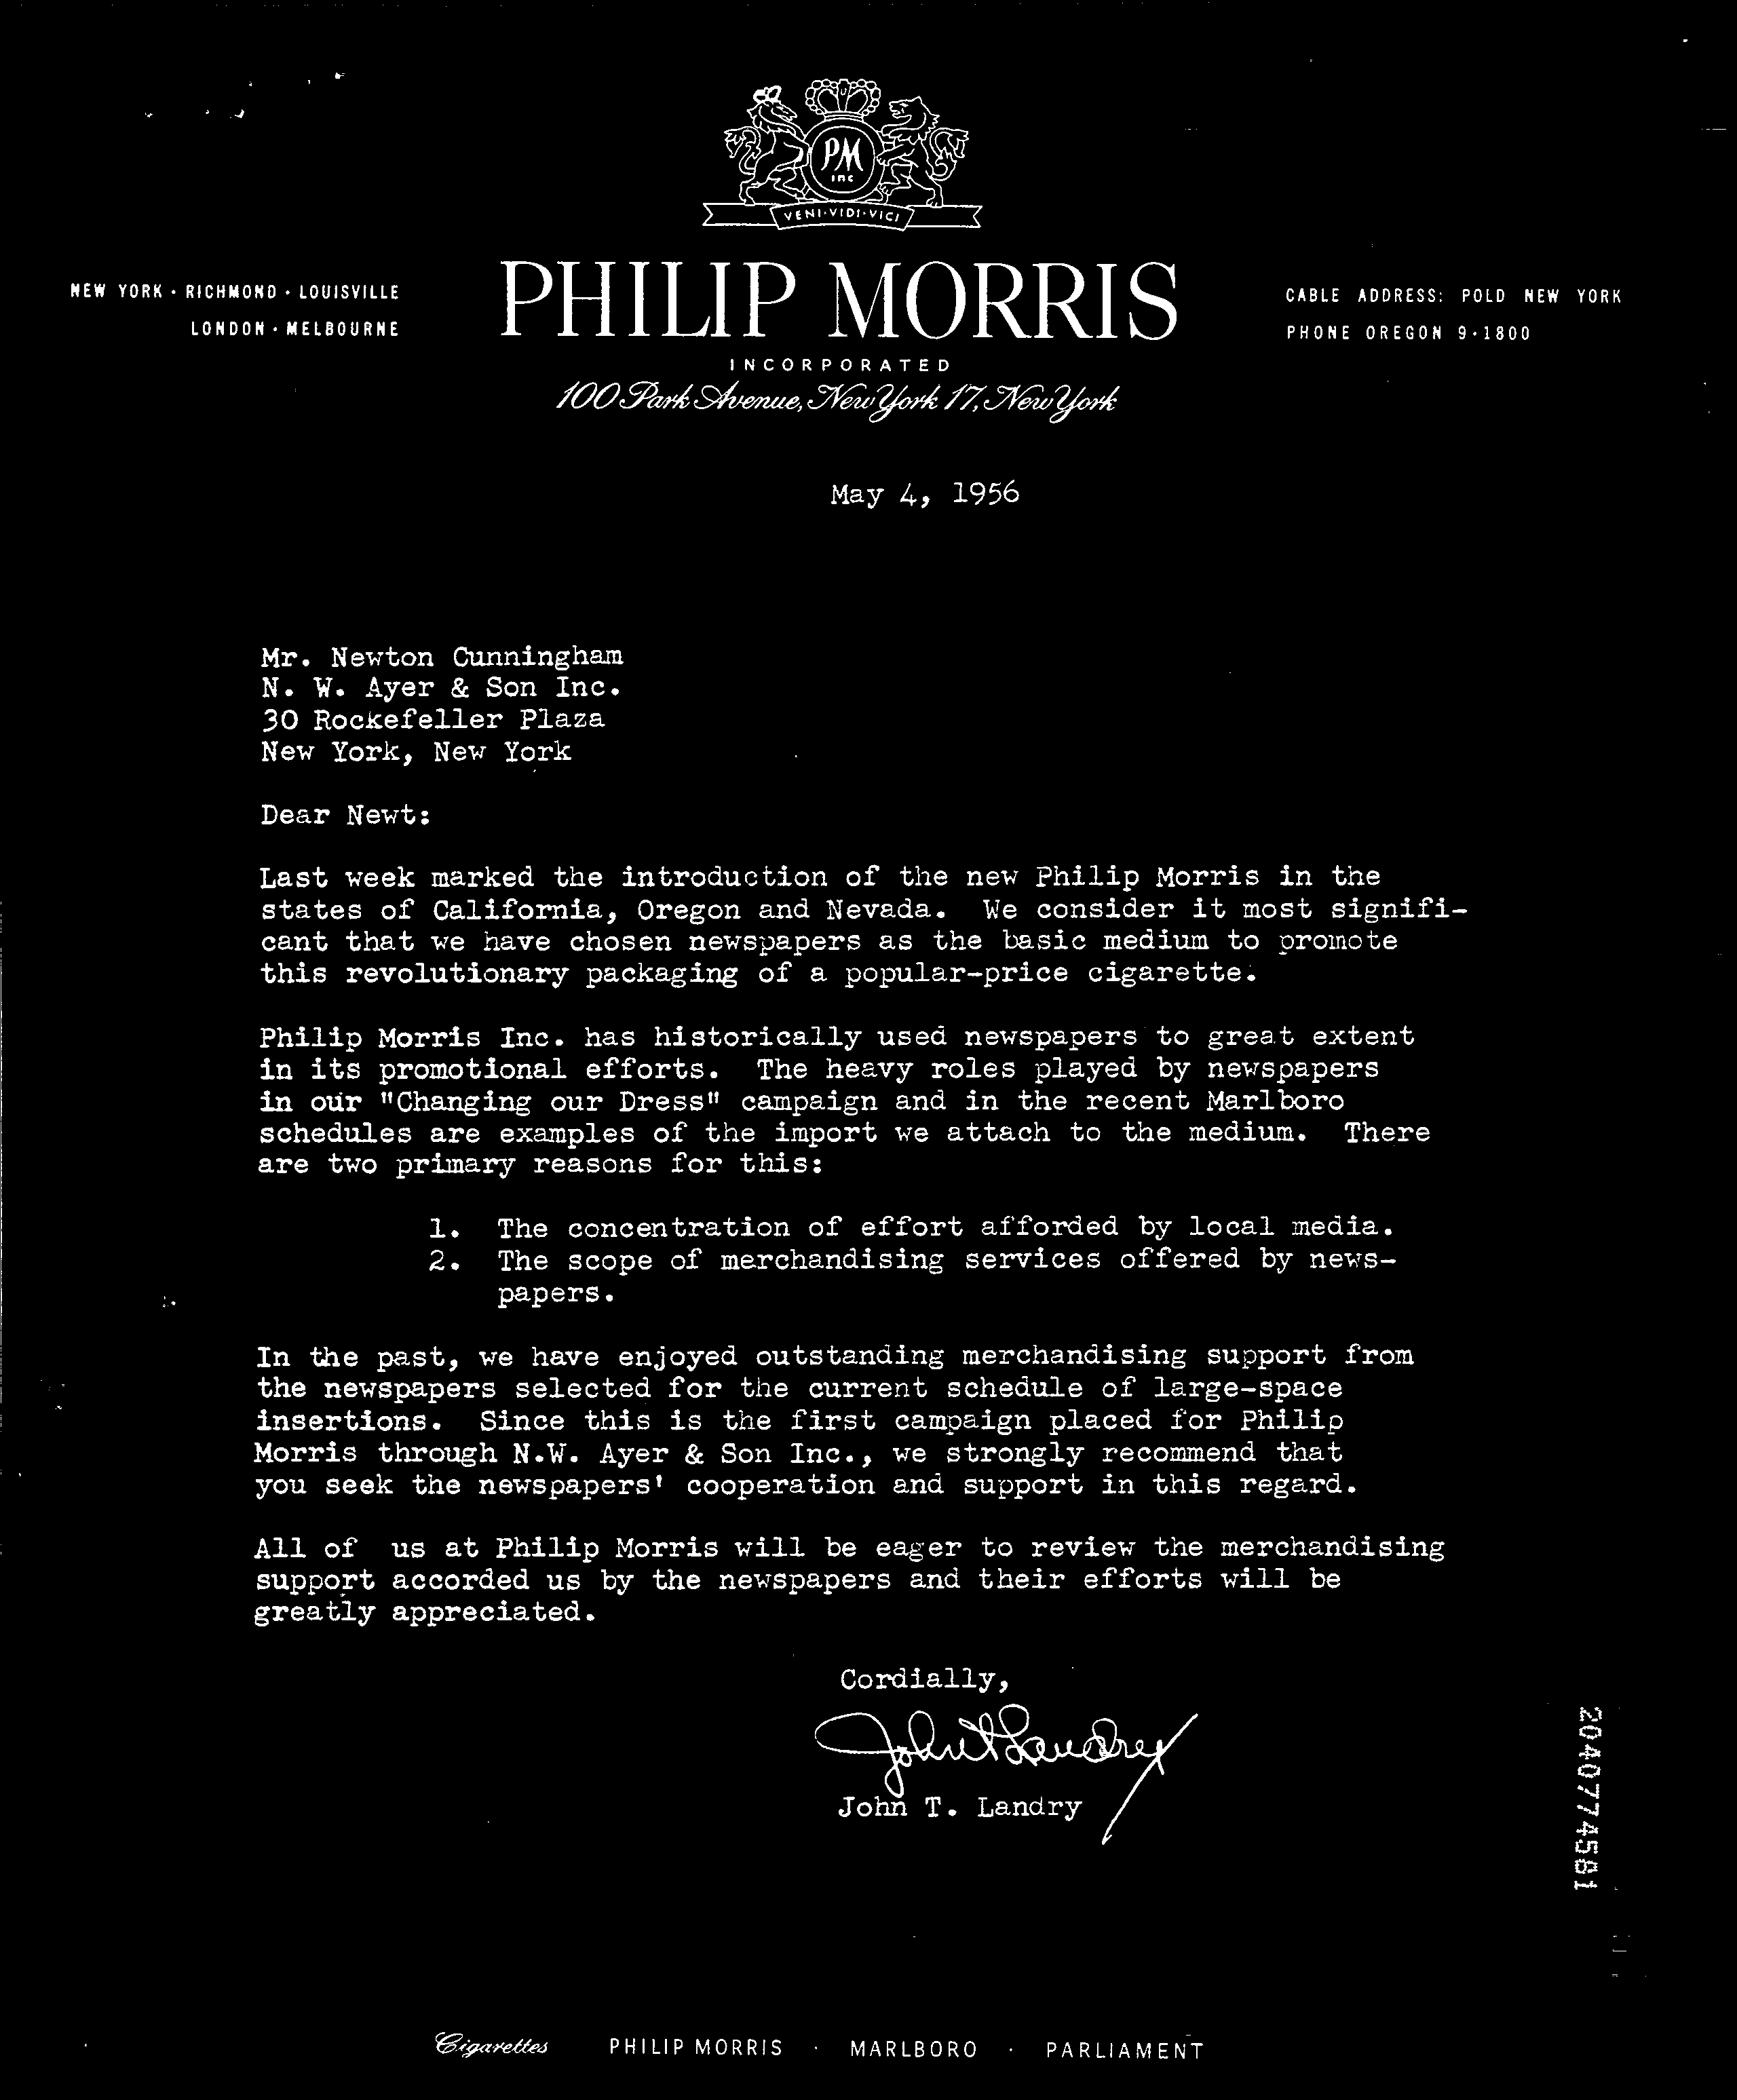 PM
inc
VENI·VIDI·VICI
NEW YORK · RICHMOND · LOUISVILLE
LONDON · MELBOURNE
PHILIP MORRIS
INCORPORATED
100 Park Avenue, New York 17, New York
CABLE ADDRESS: POLD NEW YORK
PHONE OREGON 9-1800
May 4, 1956
Mr. Newton Cunningham
N. W. Ayer & Son Inc.
30 Rockefeller Plaza
New York, New York
Dear Newt:
Last week marked the introduction of the new Philip Morris in the
states of California, Oregon and Nevada.  We consider it most signifi-
cant that we have chosen newspapers as the basic medium to promote
this revolutionary packaging of a popular-price cigarette.
Philip Morris Inc. has historically used newspapers to great extent
in its promotional efforts.  The heavy roles played by newspapers
in our "Changing our Dress" campaign and in the recent Marlboro
schedules are examples of the import we attach to the medium.  There
are two primary reasons for this:
1.  The concentration of effort afforded by local media.
2.  The scope of merchandising services offered by news-
papers.
In the past, we have enjoyed outstanding merchandising support from
the newspapers selected for the current schedule of large-space
insertions.  Since this is the first campaign placed for Philip
Morris through N.W. Ayer & Son Inc., we strongly recommend that
you seek the newspapers' cooperation and support in this regard.
All of  us at Philip Morris will be eager to review the merchandising
support accorded us by the newspapers and their efforts will be
greatly appreciated.
Cordially,
John T Landry
John T. Landry
2040774581
Cigarettes PHILIP MORRIS · MARLBORO · PARLIAMENT